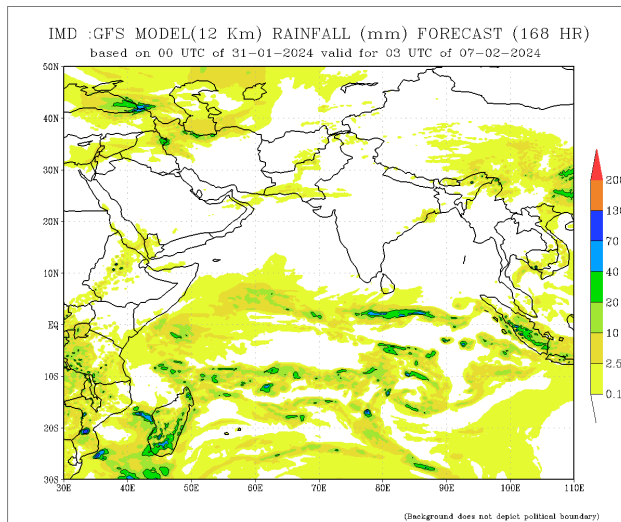 IMD :GFS MODEL(12 Km) RAINFALL (mm) FORECAST (168 HR)
based on 00 UTC of 31-01-2024 valid for 03 UTC of 07-02-2024
50N
40N
30N
20N
10N
EQ
10S
20S
30S
30E 40E 50E 60E 70E 80E 90E 100E 110E
200
130
70
40
20
10
2.5
0.1
(Background does not depict political boundary)